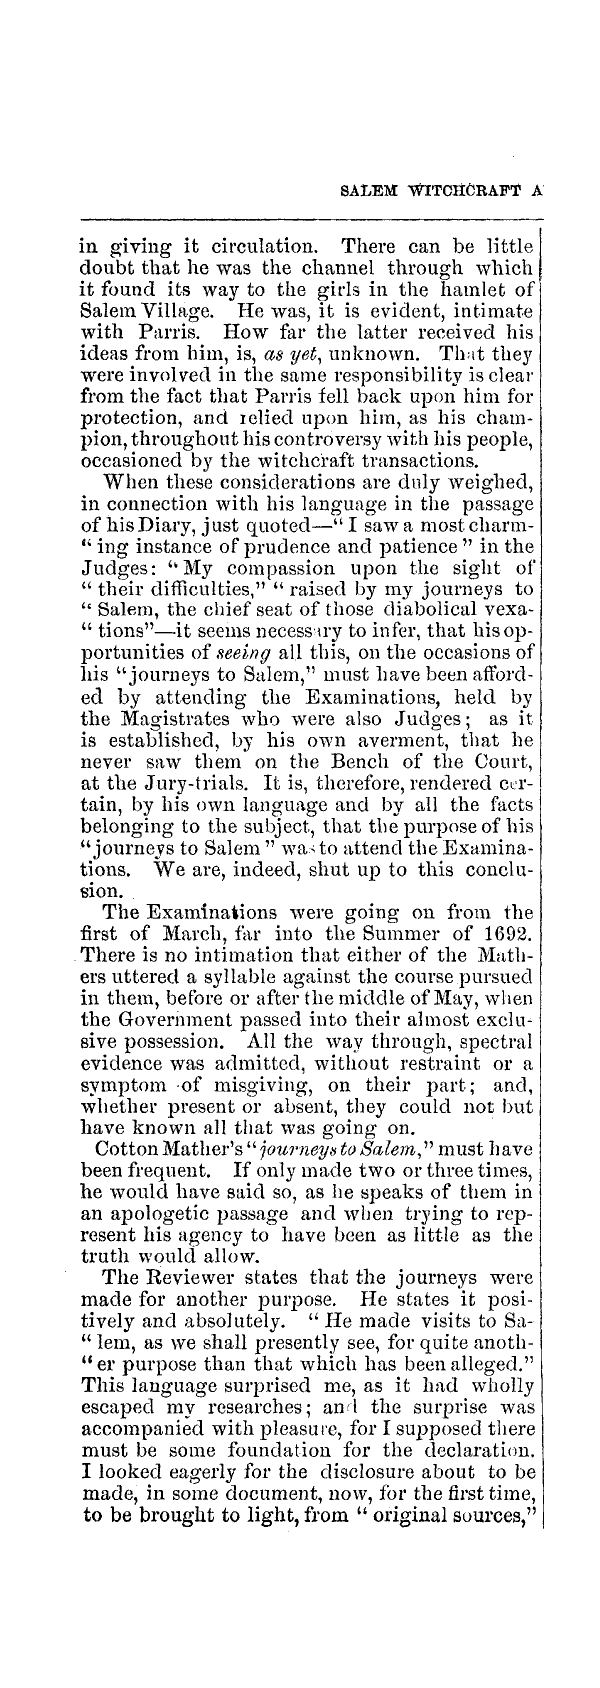 SALEM WITCHCRAFT A
in giving it circulation. There can be little
doubt that he was the channel through which
it found its way to the girls in the hamlet of
Salem Village. He was, it is evident, intimate
with Parris. How far the latter received his
ideas from him, is, as yet, unknown. That they
were involved in the same responsibility is clear
from the fact that Parris fell back upon him for
protection, and relied upon him, as his cham-
pion, throughout his controversy with his people,
occasioned by the witchcraft transactions.
When these considerations are duly weighed,
in connection with his language in the passage
of his Diary, just quoted—“ I saw a most charm-
“ ing instance of prudence and patience ” in the
Judges: “ My compassion upon the sight of
“ their difficulties,” “ raised by my journeys to
“ Salem, the chief seat of those diabolical vexa-
“ tions”—it seems necessary to infer, that his op-
portunities of seeing all this, on the occasions of
his “journeys to Salem,” must have been afford-
ed by attending the Examinations, held by
the Magistrates who were also Judges; as it
is established, by his own averment, that he
never saw them on the Bench of the Court,
at the Jury-trials. It is, therefore, rendered cer-
tain, by his own language and by all the facts
belonging to the subject, that the purpose of his
“journeys to Salem ” was to attend the Examina-
tions. We are, indeed, shut up to this conclu-
sion.
The Examinations were going on from the
first of March, far into the Summer of 1692.
There is no intimation that either of the Math-
ers uttered a syllable against the course pursued
in them, before or after the middle of May, when
the Government passed into their almost exclu-
sive possession. All the way through, spectral
evidence was admitted, without restraint or a
symptom of misgiving, on their part; and,
whether present or absent, they could not but
have known all that was going on.
Cotton Mather's “journeys to Salem,” must have
been frequent. If only made two or three times,
he would have said so, as he speaks of them in
an apologetic passage and when trying to rep-
resent his agency to have been as little as the
truth would allow.
The Reviewer states that the journeys were
made for another purpose. He states it posi-
tively and absolutely. “ He made visits to Sa-
“ lem, as we shall presently see, for quite anoth-
“ er purpose than that which has been alleged.”
This language surprised me, as it had wholly
escaped my researches; and the surprise was
accompanied with pleasure, for I supposed there
must be some foundation for the declaration.
I looked eagerly for the disclosure about to be
made, in some document, now, for the first time,
to be brought to light, from “ original sources,”